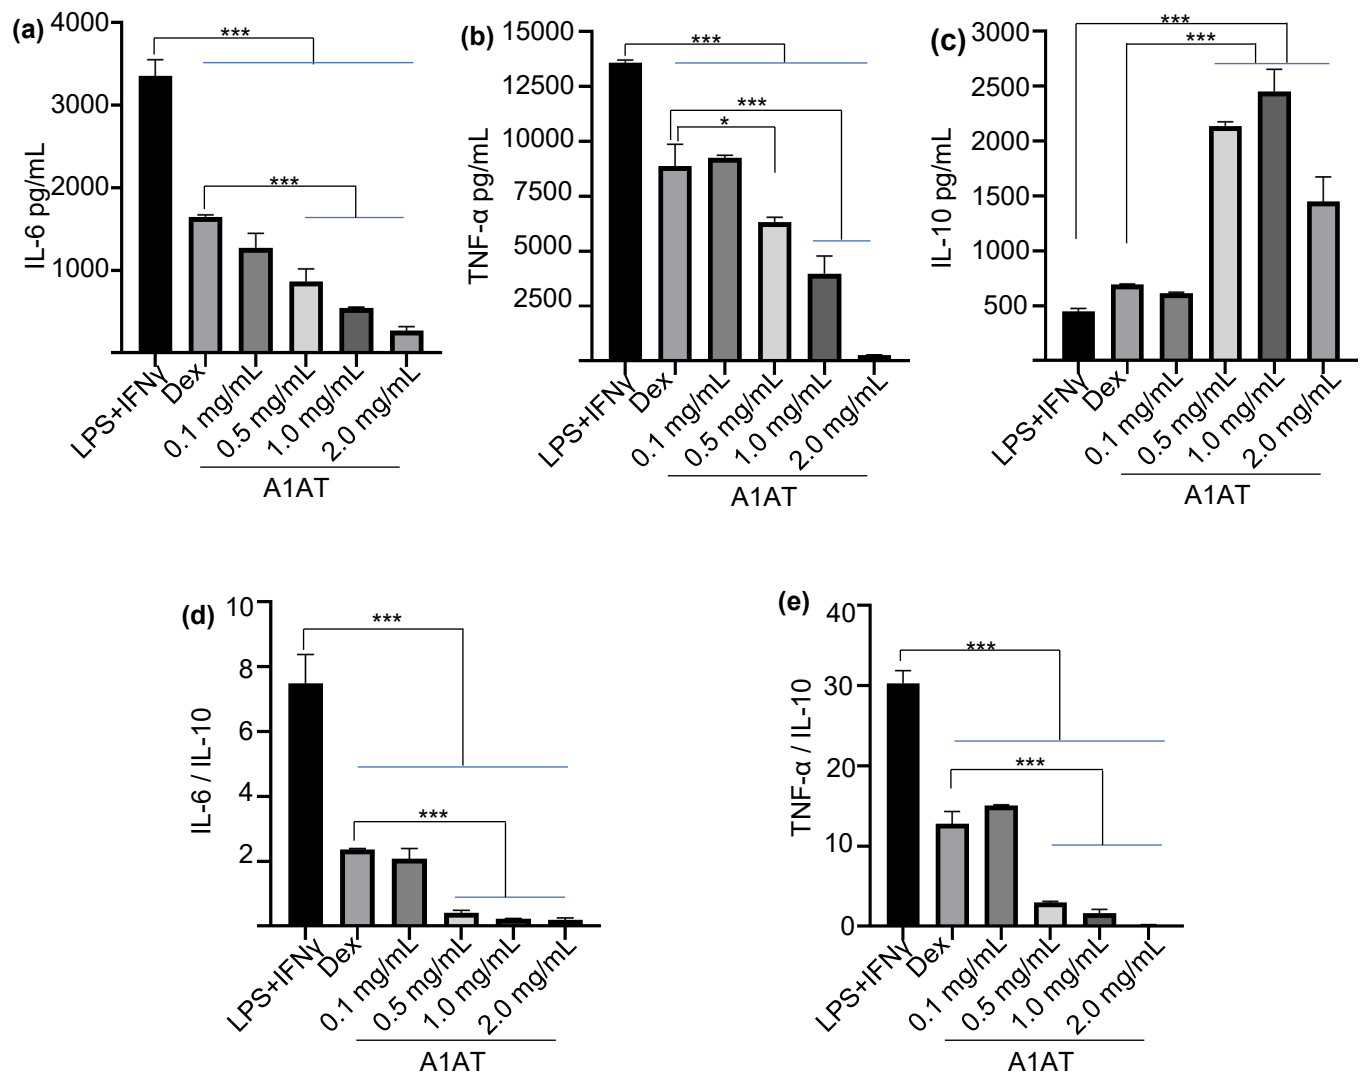 (a)
IL-6 pg/mL
4000
3000
2000
1000
***
***
LPS+IFNγ
Dex
0.1 mg/mL
0.5 mg/mL
1.0 mg/mL
2.0 mg/mL
A1AT
(b)
TNF-α pg/mL
15000
12500
10000
7500
5000
2500
***
***
*
LPS+IFNγ
Dex
0.1 mg/mL
0.5 mg/mL
1.0 mg/mL
2.0 mg/mL
A1AT
(c)
IL-10 pg/mL
3000
2500
2000
1500
1000
500
***
***
LPS+IFNγ
Dex
0.1 mg/mL
0.5 mg/mL
1.0 mg/mL
2.0 mg/mL
A1AT
(d)
IL-6 / IL-10
10
8
6
4
2
***
***
LPS+IFNγ
Dex
0.1 mg/mL
0.5 mg/mL
1.0 mg/mL
2.0 mg/mL
A1AT
(e)
TNF-α / IL-10
40
30
20
10
0
***
***
LPS+IFNγ
Dex
0.1 mg/mL
0.5 mg/mL
1.0 mg/mL
2.0 mg/mL
A1AT